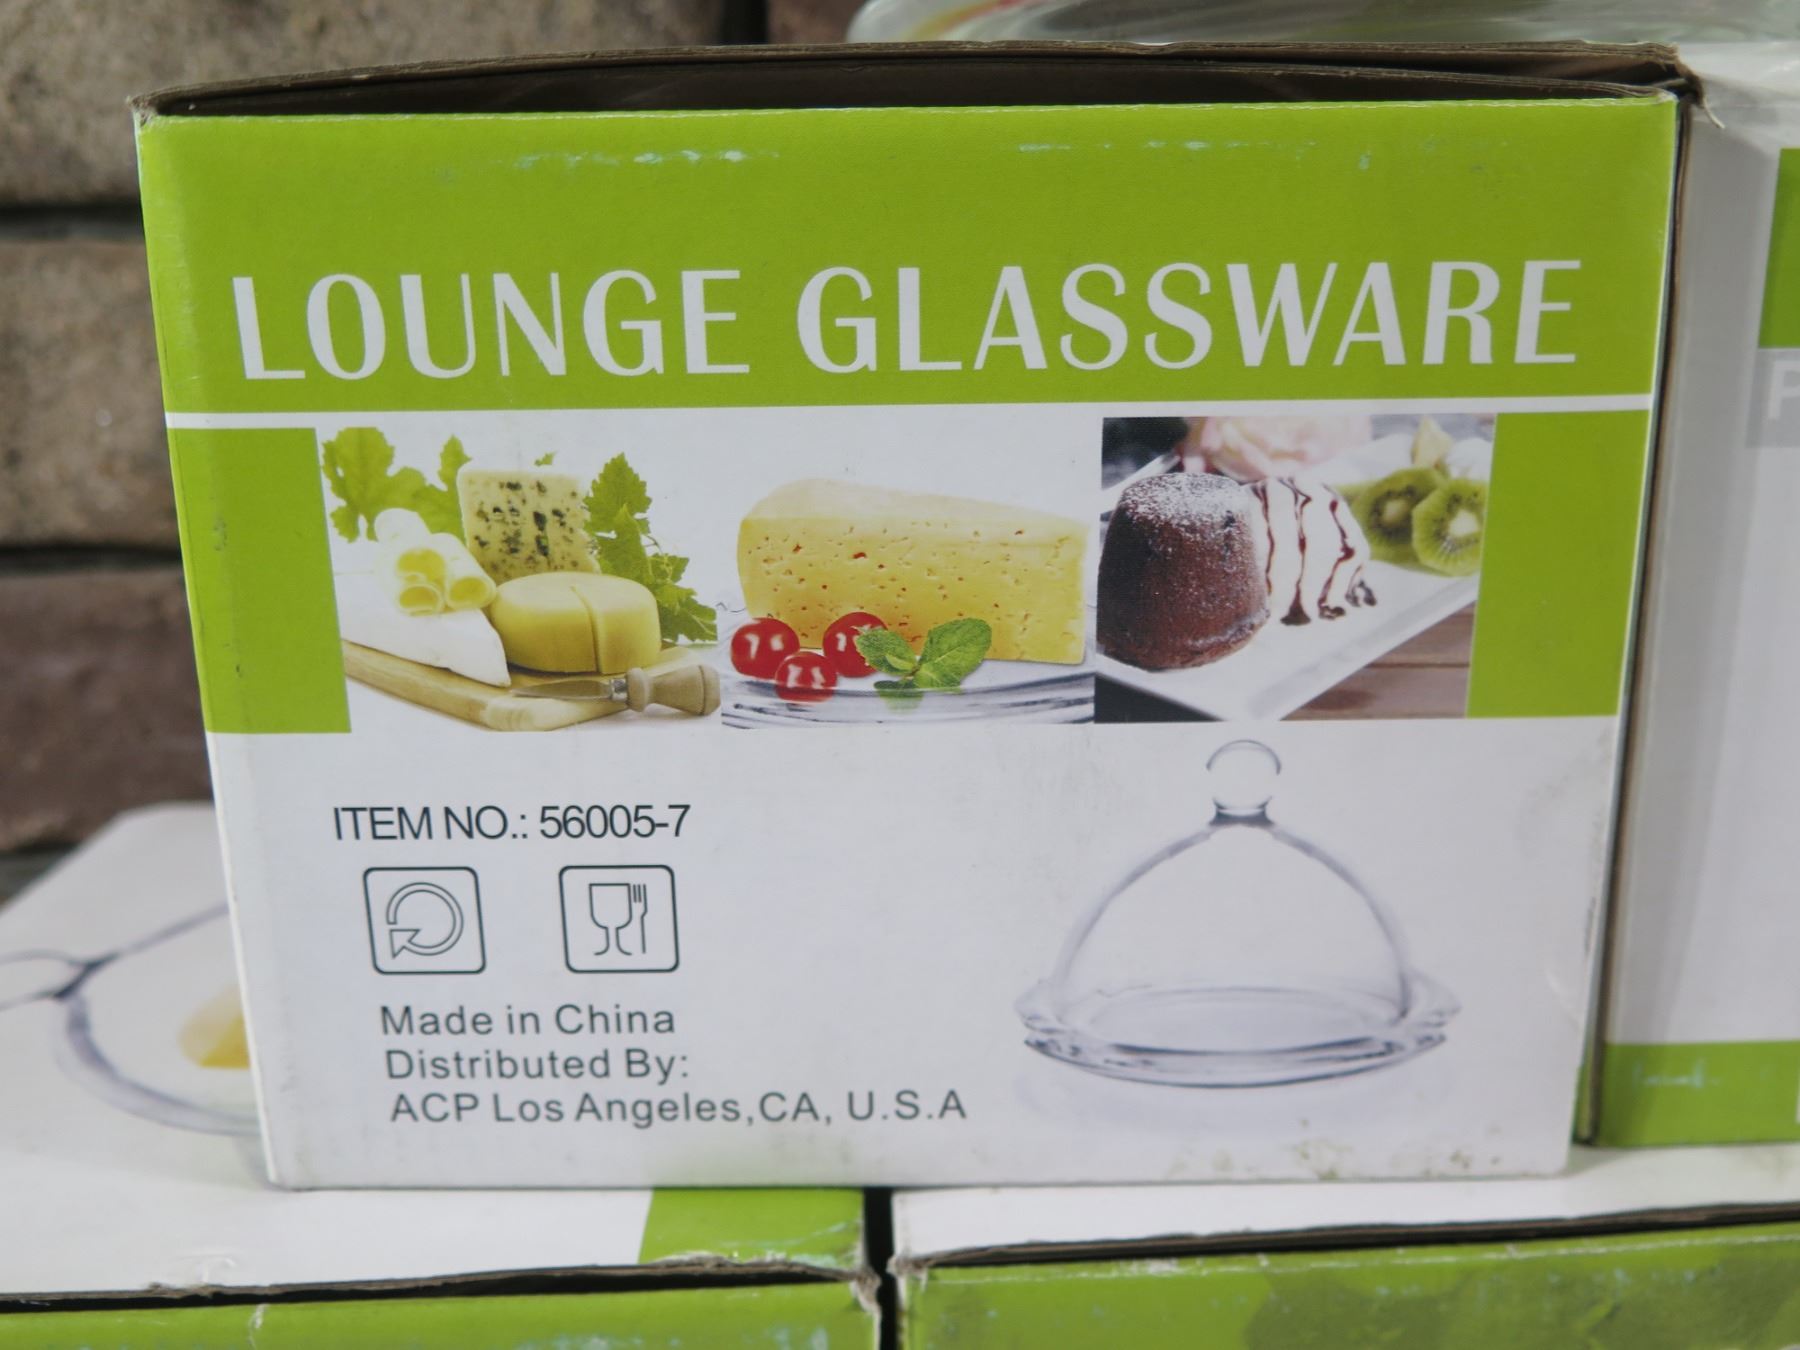 LOUNGE GLASSWARE
P
ITEM NO.: 56005-7
Made in China
Distributed By:
ACP Los Angeles,CA, U.S.A